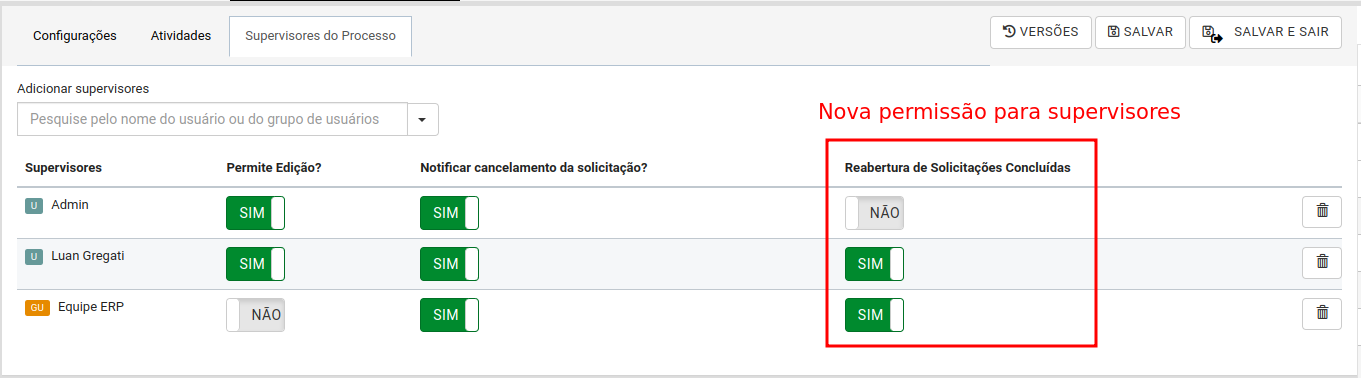 Configurações Atividades Supervisores do Processo VERSÕES SALVAR SALVAR E SAIR
Adicionar supervisores
Pesquise pelo nome do usuário ou do grupo de usuários
Nova permissão para supervisores
Supervisores Permite Edição? Notificar cancelamento da solicitação? Reabertura de Solicitações Concluídas
U Admin SIM SIM NÃO
U Luan Gregati SIM SIM SIM
GU Equipe ERP NÃO SIM SIM